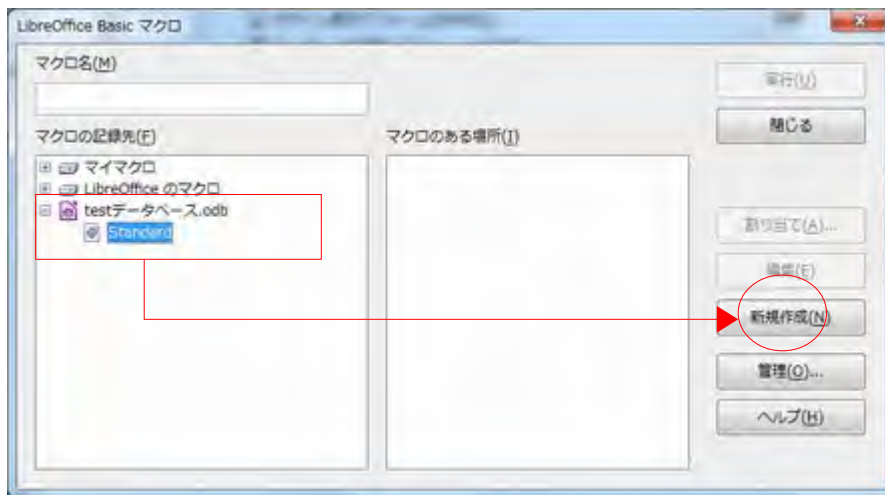 LibreOffice Basic マクロ
マクロ名(M)
実行(U)
閉じる
マクロの記録先(F)
マクロのある場所(I)
マイマクロ
LibreOffice のマクロ
testデータベース.odb
Standard
割り当て(A)...
編集(E)
新規作成(N)
管理(O)...
ヘルプ(H)